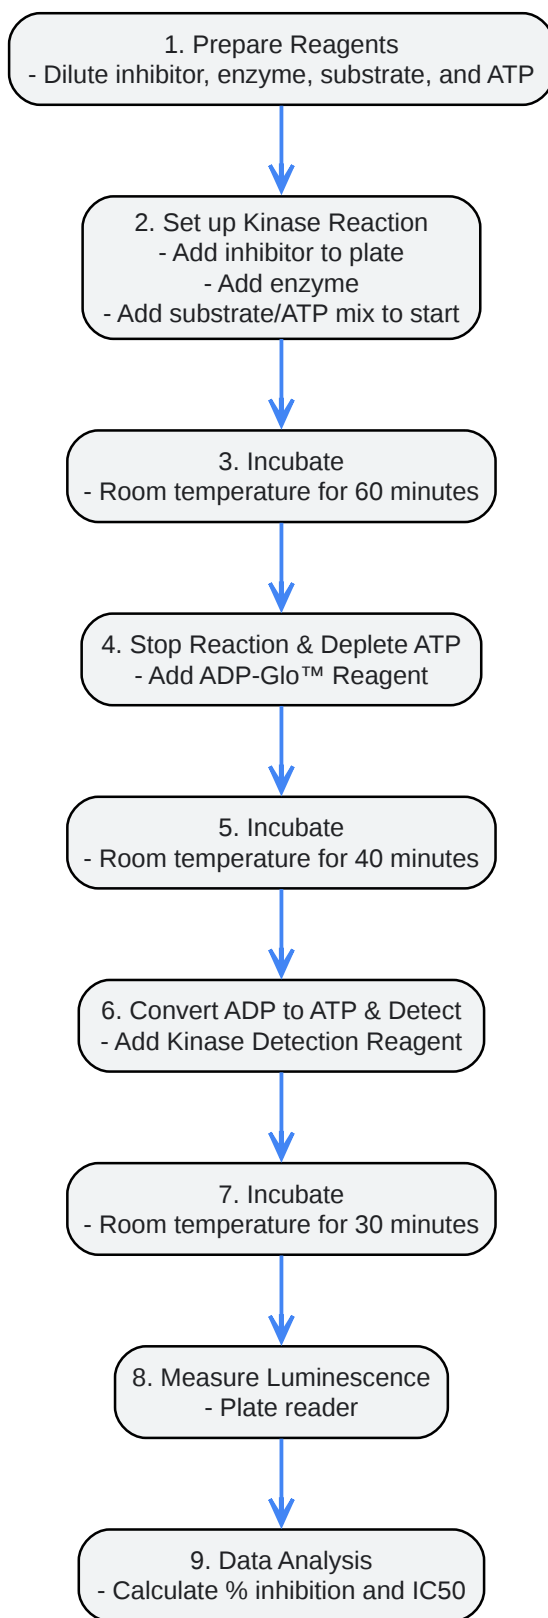 1. Prepare Reagents
- Dilute inhibitor, enzyme, substrate, and ATP
2. Set up Kinase Reaction
- Add inhibitor to plate
- Add enzyme
- Add substrate/ATP mix to start
3. Incubate
- Room temperature for 60 minutes
4. Stop Reaction & Deplete ATP
- Add ADP-Glo™ Reagent
5. Incubate
- Room temperature for 40 minutes
6. Convert ADP to ATP & Detect
- Add Kinase Detection Reagent
7. Incubate
- Room temperature for 30 minutes
8. Measure Luminescence
- Plate reader
9. Data Analysis
- Calculate % inhibition and IC50